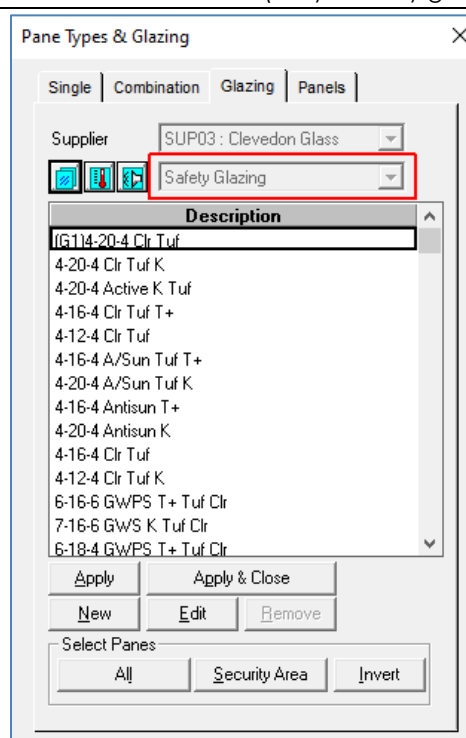 Pane Types & Glazing
Single Combination Glazing Panels
Supplier SUP03 : Clevedon Glass
Safety Glazing
Description
(G1)4-20-4 Clr Tuf
4-20-4 Clr Tuf K
4-20-4 Active K Tuf
4-16-4 Clr Tuf T+
4-12-4 Clr Tuf
4-16-4 A/Sun Tuf T+
4-20-4 A/Sun Tuf K
4-16-4 Antisun T+
4-20-4 Antisun K
4-16-4 Clr Tuf
4-12-4 Clr Tuf K
6-16-6 GWPS T+ Tuf Clr
7-16-6 GWS K Tuf Clr
6-18-4 GWPS T+ Tuf Clr
Apply Apply & Close
New Edit Remove
Select Panes
All Security Area Invert